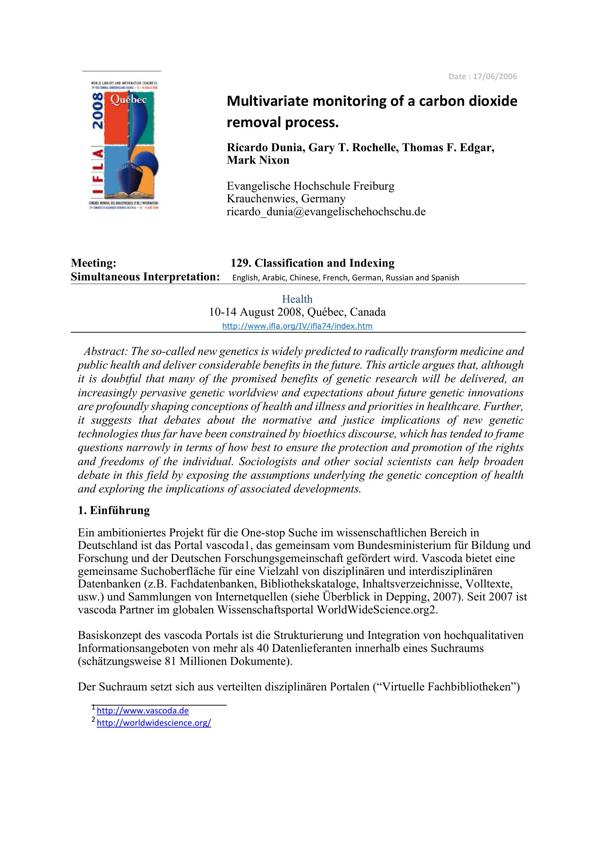 Date : 17/06/2006
WORLD LIBRARY AND INFORMATION CONGRESS:
2008
Québec
IFLA
Multivariate monitoring of a carbon dioxide
removal process.
Ricardo Dunia, Gary T. Rochelle, Thomas F. Edgar,
Mark Nixon
Evangelische Hochschule Freiburg
Krauchenwies, Germany
ricardo_dunia@evangelischehochschu.de
Meeting: 129. Classification and Indexing
Simultaneous Interpretation: English, Arabic, Chinese, French, German, Russian and Spanish
Health
10-14 August 2008, Québec, Canada
http://www.ifla.org/IV/ifla74/index.htm
Abstract: The so-called new genetics is widely predicted to radically transform medicine and
public health and deliver considerable benefits in the future. This article argues that, although
it is doubtful that many of the promised benefits of genetic research will be delivered, an
increasingly pervasive genetic worldview and expectations about future genetic innovations
are profoundly shaping conceptions of health and illness and priorities in healthcare. Further,
it suggests that debates about the normative and justice implications of new genetic
technologies thus far have been constrained by bioethics discourse, which has tended to frame
questions narrowly in terms of how best to ensure the protection and promotion of the rights
and freedoms of the individual. Sociologists and other social scientists can help broaden
debate in this field by exposing the assumptions underlying the genetic conception of health
and exploring the implications of associated developments.
1. Einführung
Ein ambitioniertes Projekt für die One-stop Suche im wissenschaftlichen Bereich in
Deutschland ist das Portal vascoda1, das gemeinsam vom Bundesministerium für Bildung und
Forschung und der Deutschen Forschungsgemeinschaft gefördert wird. Vascoda bietet eine
gemeinsame Suchoberfläche für eine Vielzahl von disziplinären und interdisziplinären
Datenbanken (z.B. Fachdatenbanken, Bibliothekskataloge, Inhaltsverzeichnisse, Volltexte,
usw.) und Sammlungen von Internetquellen (siehe Überblick in Depping, 2007). Seit 2007 ist
vascoda Partner im globalen Wissenschaftsportal WorldWideScience.org2.
Basiskonzept des vascoda Portals ist die Strukturierung und Integration von hochqualitativen
Informationsangeboten von mehr als 40 Datenlieferanten innerhalb eines Suchraums
(schätzungsweise 81 Millionen Dokumente).
Der Suchraum setzt sich aus verteilten disziplinären Portalen (“Virtuelle Fachbibliotheken”)
1 http://www.vascoda.de
2 http://worldwidescience.org/